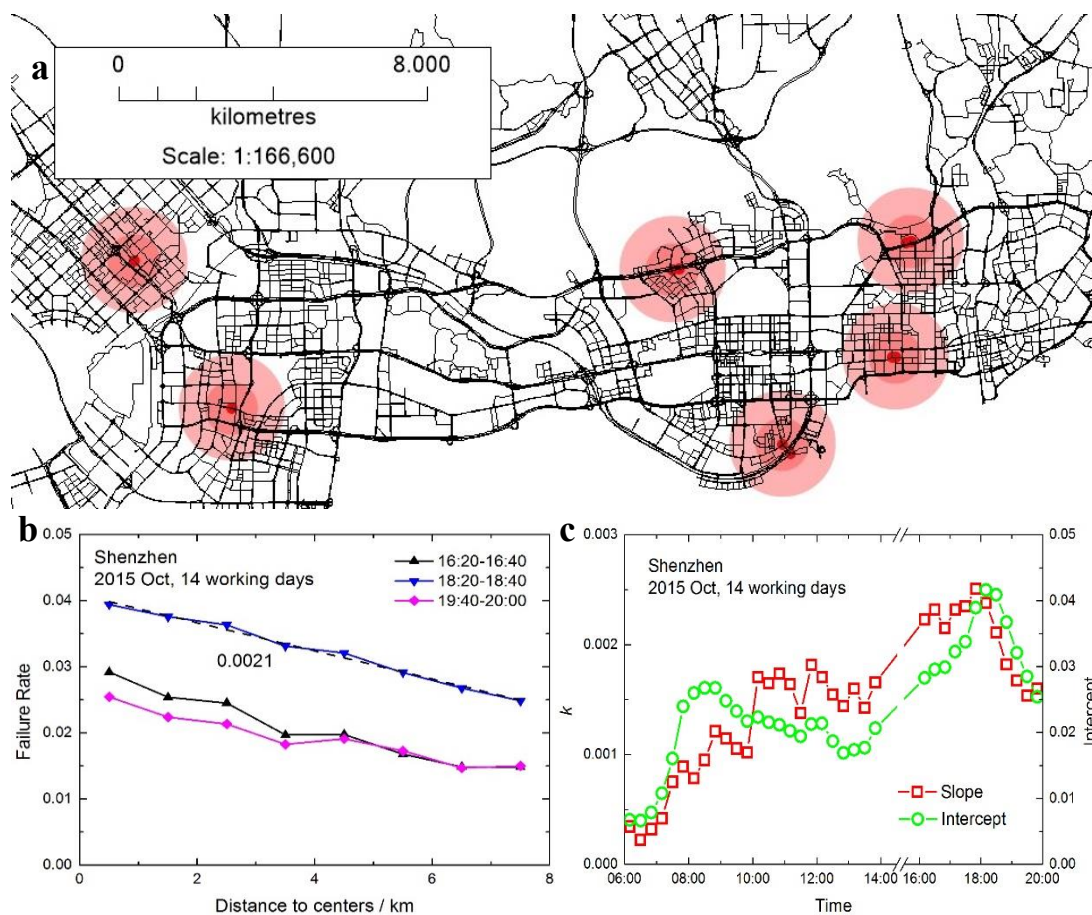 a
0 8.000
kilometres
Scale: 1:166,600
b
Shenzhen
2015 Oct, 14 working days
16:20-16:40
18:20-18:40
19:40-20:00
0.0021
0.05
0.04
0.03
0.02
0.01
0.00
Failure Rate
0 2 4 6 8
Distance to centers / km
c
Shenzhen
2015 Oct, 14 working days
0.003
0.002
0.001
0.000
k
Slope
Intercept
0.05
0.04
0.03
0.02
0.01
0.00
Intercept
06:00 08:00 10:00 12:00 14:00 16:00 18:00 20:00
Time